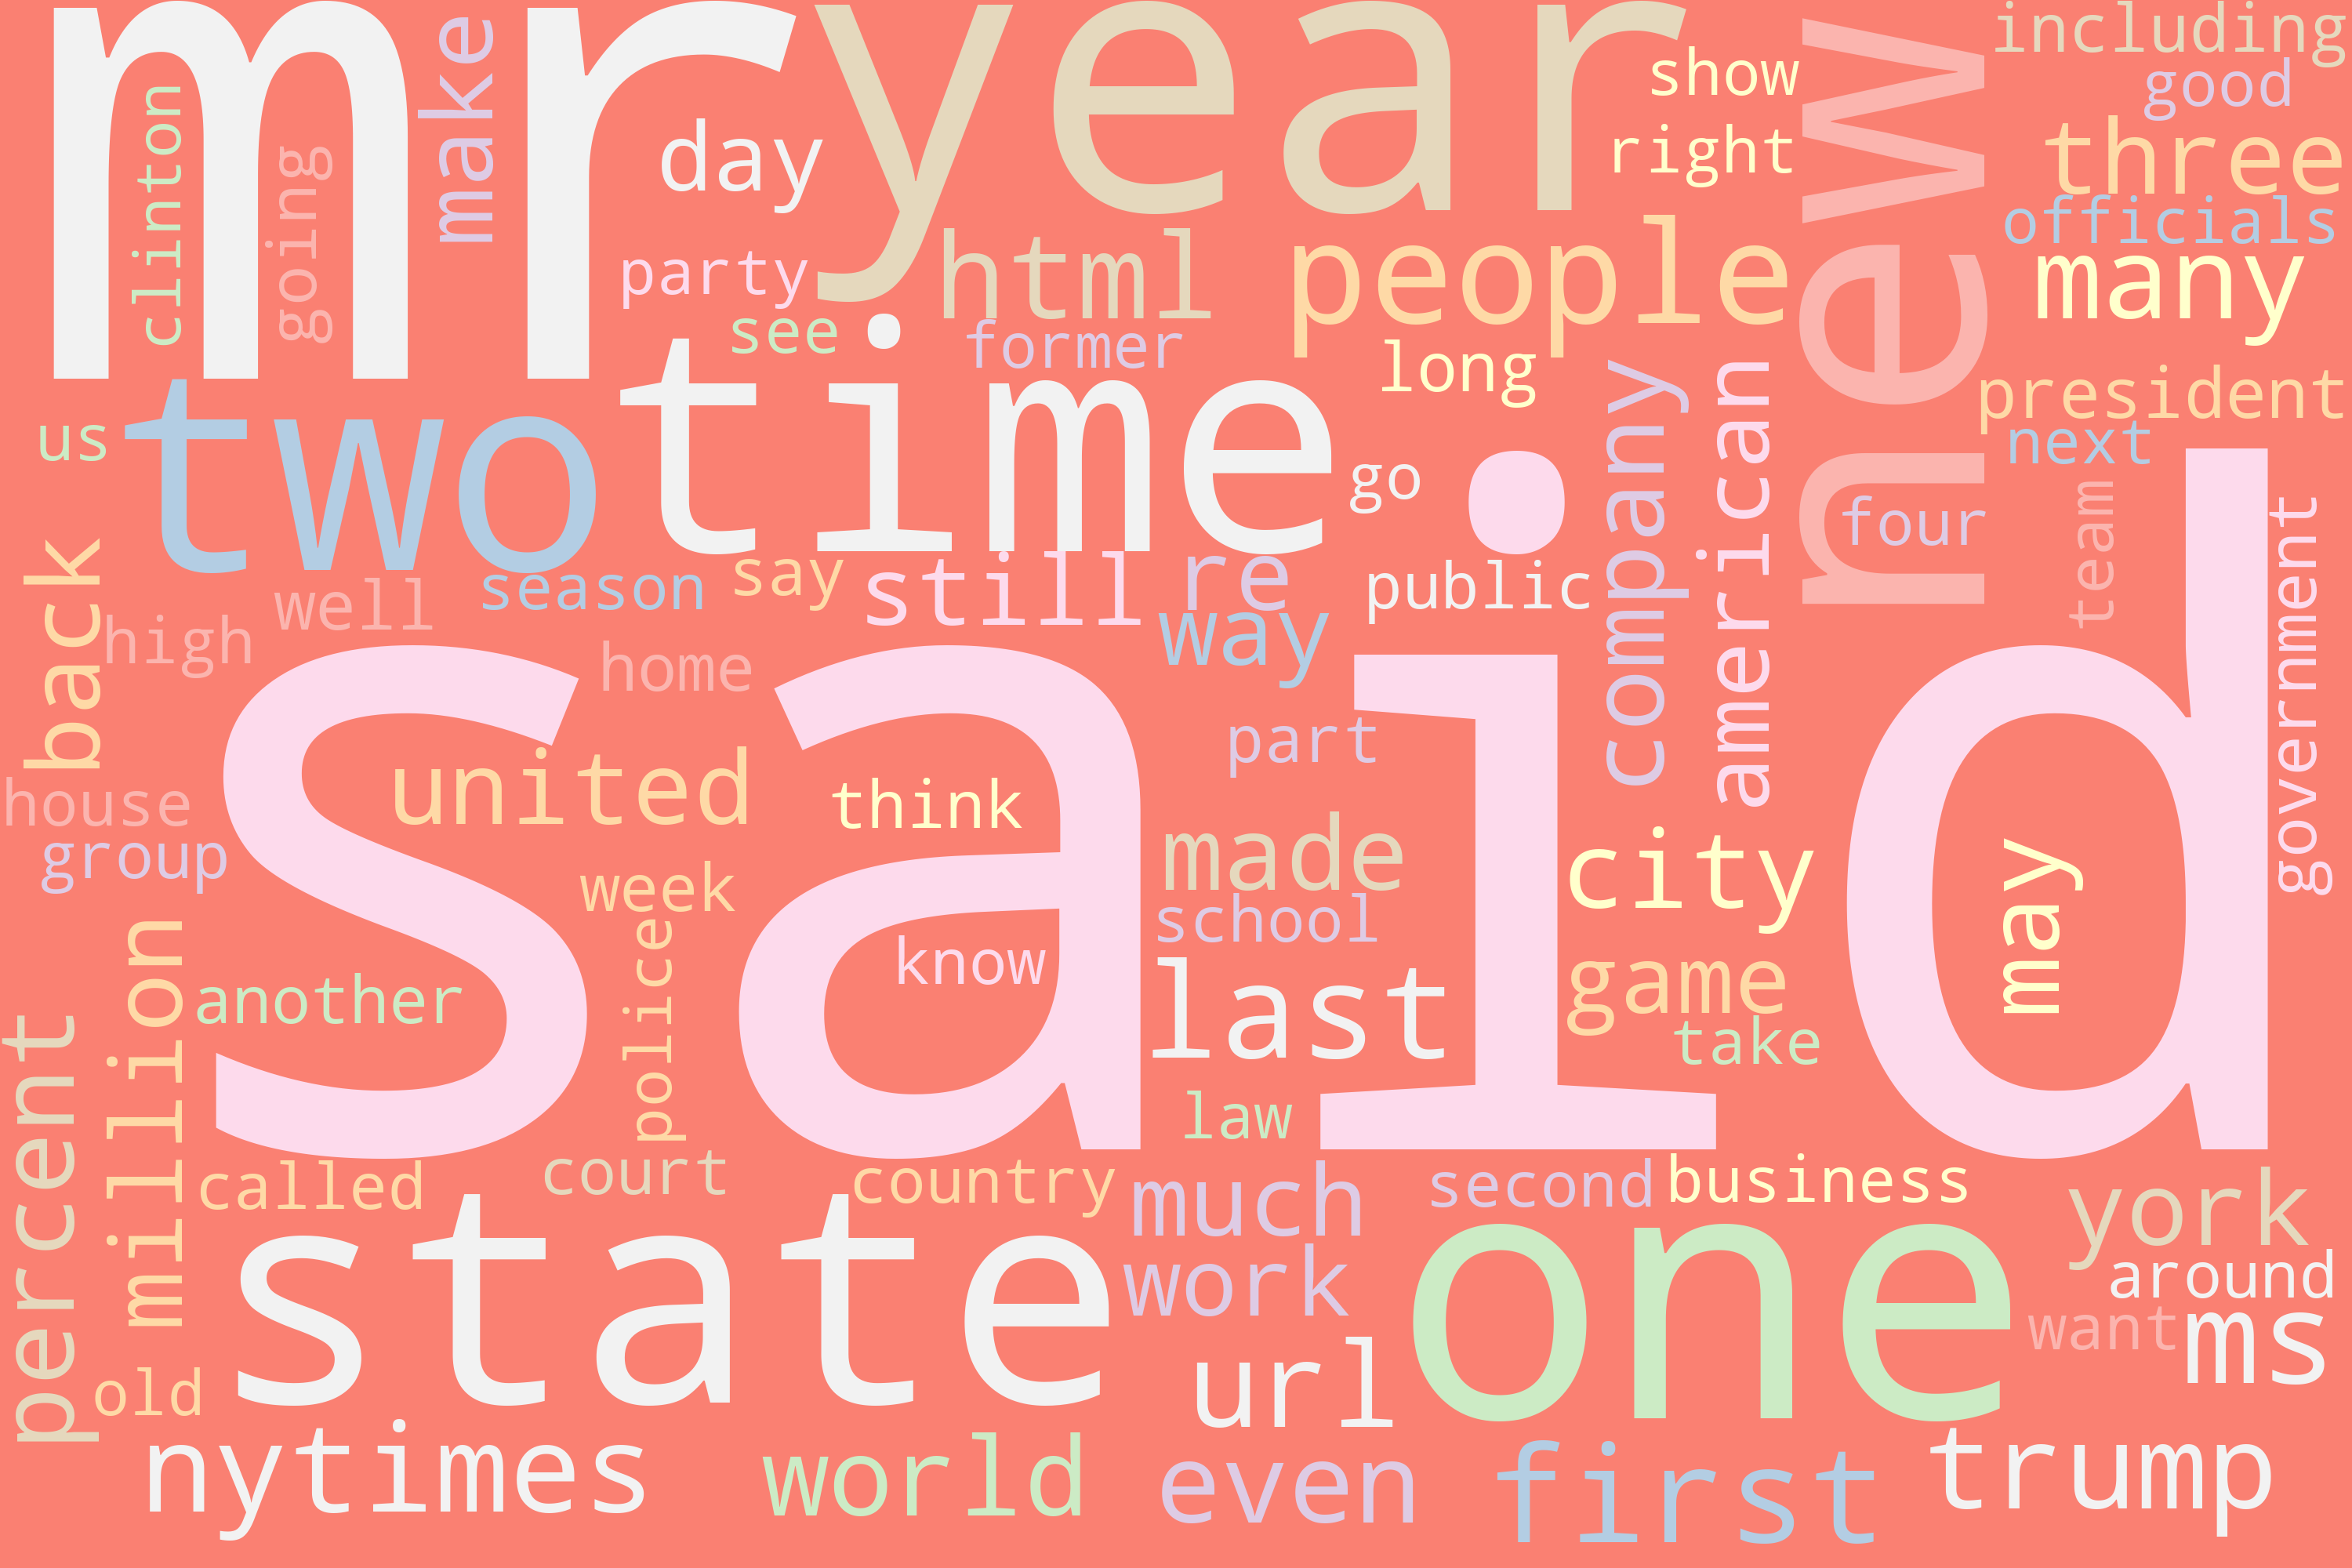 mr
year
new
make
clinton
going
day
show
right
including
good
three
officials
many
party
html
people
see
former
long
president
next
us
two
time
go
company
american
four
team
government
back
well
season
say
still
re
way
public
high
home
said
part
house
group
united
think
made
city
may
week
school
police
know
last
game
take
another
million
percent
law
called
court
country
much
second
business
york
state
work
one
around
want
ms
old
url
nytimes
world
even
first
trump